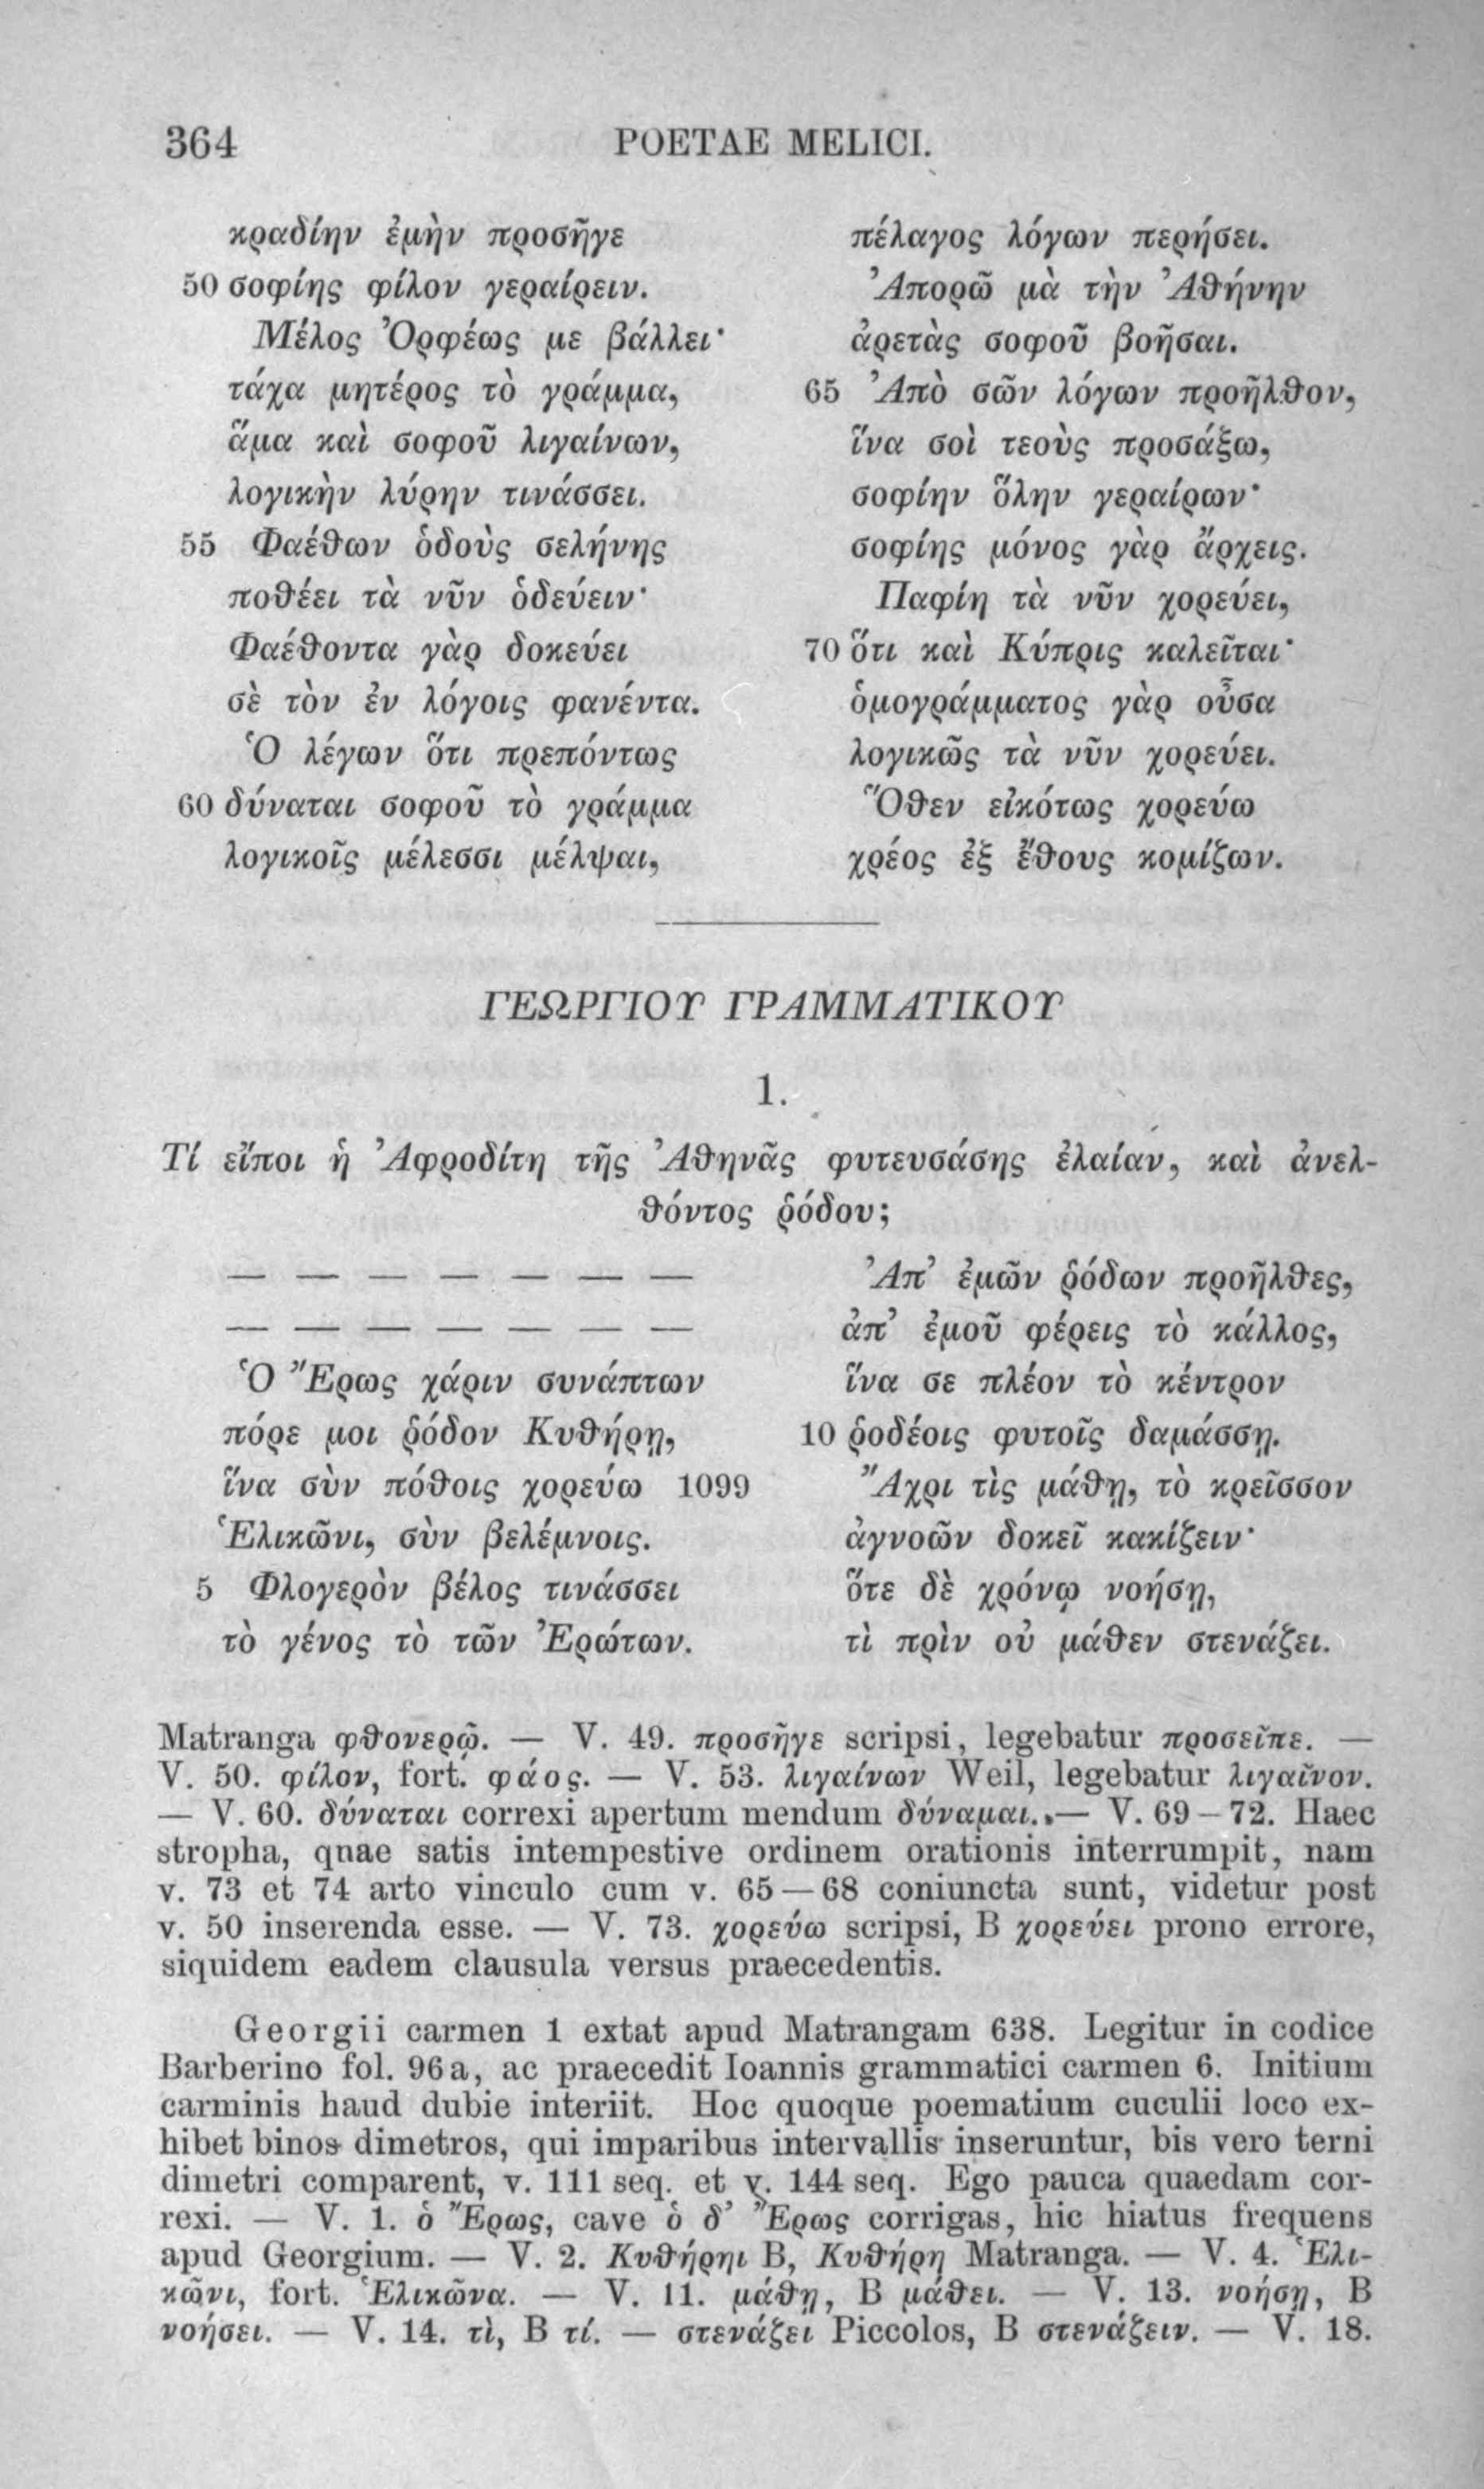 364 POETAE MELICI.
κραδίην ἐμὴν προσῆγε
50 σοφίης φίλον γεραίρειν.
Μέλος Ὀρφέως με βάλλει·
τάχα μητέρος τὸ γράμμα,
ἅμα καὶ σοφοῦ λιγαίνων,
λογικὴν λύρην τινάσσει.
55 Φαέθων ὁδοὺς σελήνης
ποθέει τὰ νῦν ὁδεύειν·
Φαέθοντα γὰρ δοκεύει
σὲ τὸν ἐν λόγοις φανέντα.
Ὁ λέγων ὅτι πρεπόντως
60 δύναται σοφοῦ τὸ γράμμα
λογικοῖς μέλεσσι μέλψαι,
πέλαγος λόγων περήσει.
Ἀπορῶ μὰ τὴν Ἀθήνην
ἀρετὰς σοφοῦ βοῆσαι.
65 Ἀπὸ σῶν λόγων προῆλθον,
ἵνα σοὶ τεοὺς προσάξω,
σοφίην ὅλην γεραίρων·
σοφίης μόνος γὰρ ἄρχεις.
Παφίη τὰ νῦν χορεύει,
70 ὅτι καὶ Κύπρις καλεῖται·
ὁμογράμματος γὰρ οὖσα
λογικῶς τὰ νῦν χορεύει.
Ὅθεν εἰκότως χορεύω
χρέος ἐξ ἔθους κομίζων.
ΓΕΩΡΓΙΟΥ ΓΡΑΜΜΑΤΙΚΟΥ
1.
Τί εἴποι ἡ Ἀφροδίτη τῆς Ἀθηνᾶς φυτευσάσης ἐλαίαν, καὶ ἀνελ-
θόντος ῥόδου;
— — — — — — —
— — — — — — —
Ὁ Ἔρως χάριν συνάπτων
πόρε μοι ῥόδον Κυθήρῃ,
ἵνα σὺν πόθοις χορεύω 1099
Ἑλικῶνι, σὺν βελέμνοις.
5 Φλογερὸν βέλος τινάσσει
τὸ γένος τὸ τῶν Ἐρώτων.
Ἀπ’ ἐμῶν ῥόδων προῆλθες,
ἀπ’ ἐμοῦ φέρεις τὸ κάλλος,
ἵνα σε πλέον τὸ κέντρον
10 ῥοδέοις φυτοῖς δαμάσσῃ.
Ἄχρι τὶς μάθῃ, τὸ κρεῖσσον
ἀγνοῶν δοκεῖ κακίζειν·
ὅτε δὲ χρόνῳ νοήσῃ,
τὶ πρὶν οὐ μάθεν στενάζει.
Matranga φθονερῷ. — V. 49. προσῆγε scripsi, legebatur προσεῖπε. —
V. 50. φίλον, fort. φάος. — V. 53. λιγαίνων Weil, legebatur λιγαῖνον.
— V. 60. δύναται correxi apertum mendum δύναμαι. — V. 69–72. Haec
stropha, quae satis intempestive ordinem orationis interrumpit, nam
v. 73 et 74 arto vinculo cum v. 65—68 coniuncta sunt, videtur post
v. 50 inserenda esse. — V. 73. χορεύω scripsi, B χορεύει prono errore,
siquidem eadem clausula versus praecedentis.
Georgii carmen 1 extat apud Matrangam 638. Legitur in codice
Barberino fol. 96a, ac praecedit Ioannis grammatici carmen 6. Initium
carminis haud dubie interiit. Hoc quoque poematium cuculii loco ex-
hibet binos dimetros, qui imparibus intervallis inseruntur, bis vero terni
dimetri comparent, v. 111 seq. et v. 144 seq. Ego pauca quaedam cor-
rexi. — V. 1. ὁ Ἔρως, cave ὁ δ’ Ἔρως corrigas, hic hiatus frequens
apud Georgium. — V. 2. Κυθήρηι B, Κυθήρη Matranga. — V. 4. Ἑλι-
κῶνι, fort. Ἑλικῶνα. — V. 11. μάθῃ, B μάθει. — V. 13. νοήσῃ, B
νοήσει. — V. 14. τὶ, B τί. — στενάζει Piccolos, B στενάζειν. — V. 18.